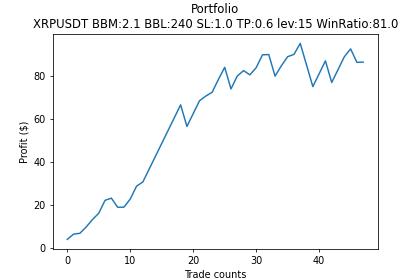 Portfolio
XRPUSDT BBM:2.1 BBL:240 SL:1.0 TP:0.6 lev:15 WinRatio:81.0
Profit ($)
80
60
40
20
0
0 10 20 30 40
Trade counts